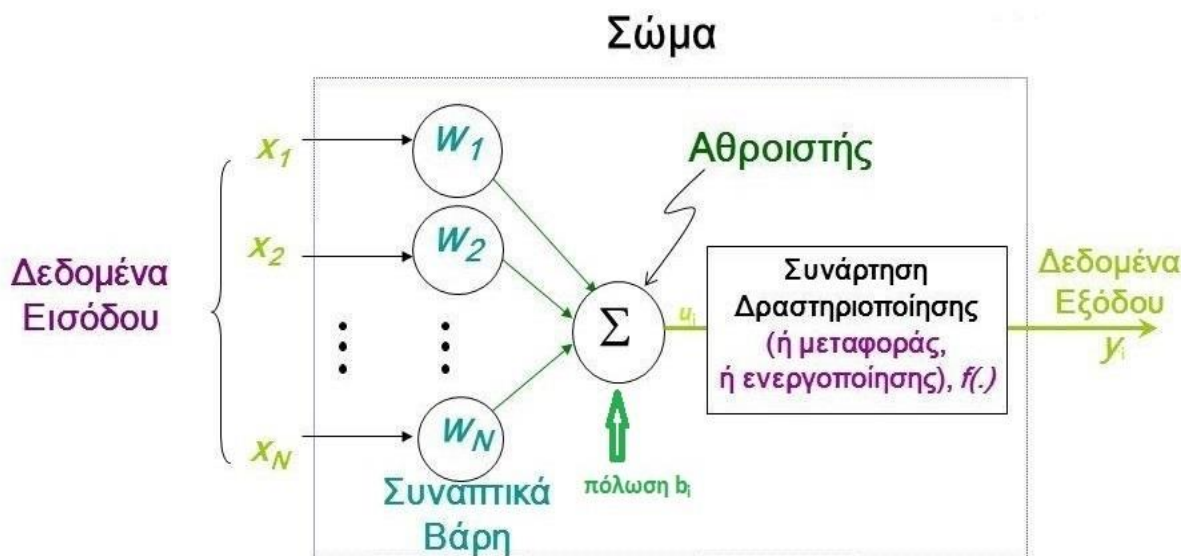 Σώμα
x1
W1
Αθροιστής
x2
W2
Δεδομένα
Εισόδου
Σ
ui
Συνάρτηση
Δραστηριοποίησης
(ή μεταφοράς,
ή ενεργοποίησης), f(.)
Δεδομένα
Εξόδου
yi
xN
WN
Συναπτικά
Βάρη
πόλωση bi